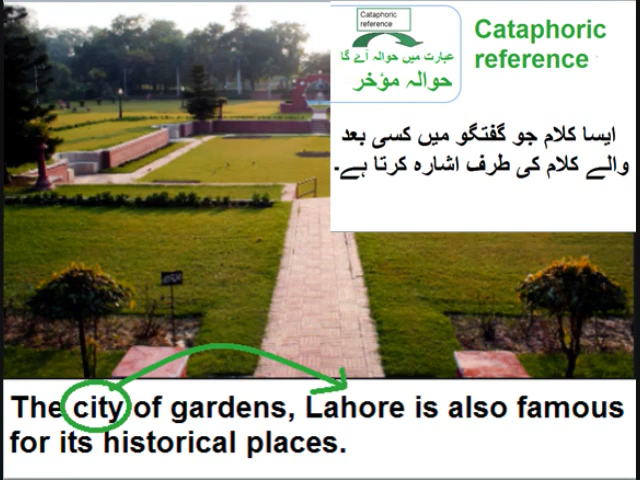 Cataphoric
reference
عبارت میں حوالہ آے گا
حوالہ مؤخر
Cataphoric
reference
ایسا کلام جو گفتگو میں کسی بعد
والے کلام کی طرف اشارہ کرتا ہے۔
The city of gardens, Lahore is also famous
for its historical places.